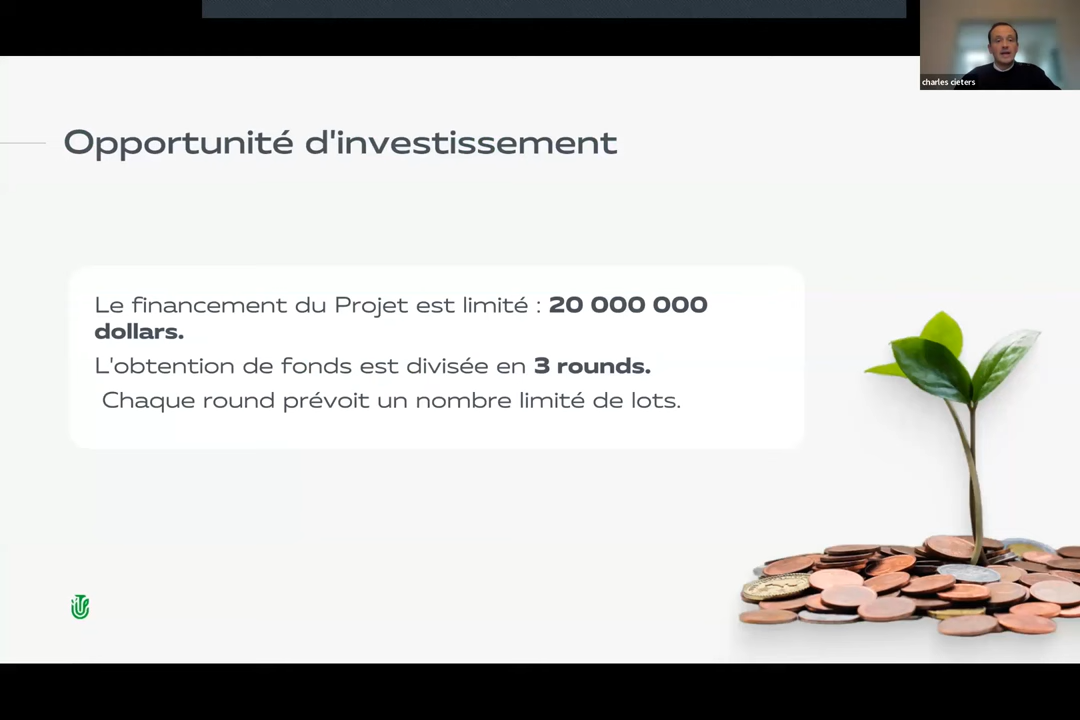 charles cieters
Opportunité d'investissement
Le financement du Projet est limité : 20 000 000
dollars.
L'obtention de fonds est divisée en 3 rounds.
Chaque round prévoit un nombre limité de lots.